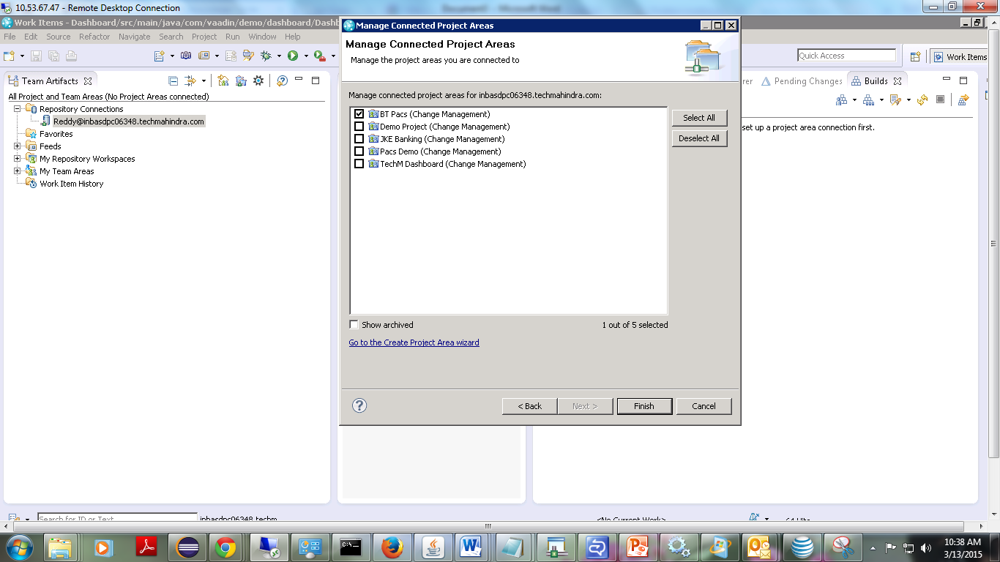 10.53.67.47 - Remote Desktop Connection
Work Items - Dashboard/src/main/java/com/vaadin/demo/dashboard/Dashb
File Edit Source Refactor Navigate Search Project Run Window Help
Quick Access
Work Items
Team Artifacts
All Project and Team Areas (No Project Areas connected)
Repository Connections
Reddy@inbasdpc06348.techmahindra.com
Favorites
Feeds
My Repository Workspaces
My Team Areas
Work Item History
Manage Connected Project Areas
Manage Connected Project Areas
Manage the project areas you are connected to
Manage connected project areas for inbasdpc06348.techmahindra.com:
BT Pacs (Change Management)
Demo Project (Change Management)
JKE Banking (Change Management)
Pacs Demo (Change Management)
TechM Dashboard (Change Management)
Select All
Deselect All
Show archived
1 out of 5 selected
Go to the Create Project Area wizard
< Back
Next >
Finish
Cancel
rer
Pending Changes
Builds
set up a project area connection first.
Search for ID or Text
inbasdpc06348.techm
<No Current Work>
64 Hits
10:38 AM
3/13/2015